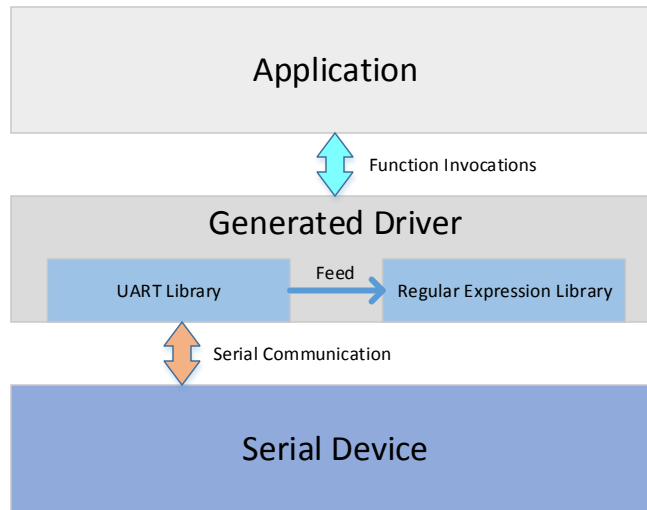 Application
Function Invocations
Generated Driver
Feed
UART Library
Regular Expression Library
Serial Communication
Serial Device